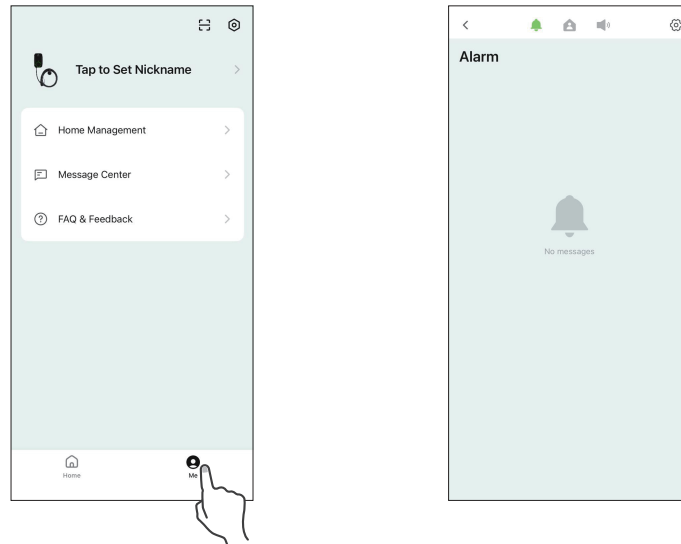 Tap to Set Nickname
Home Management
Message Center
FAQ & Feedback
Home
Me
Alarm
No messages